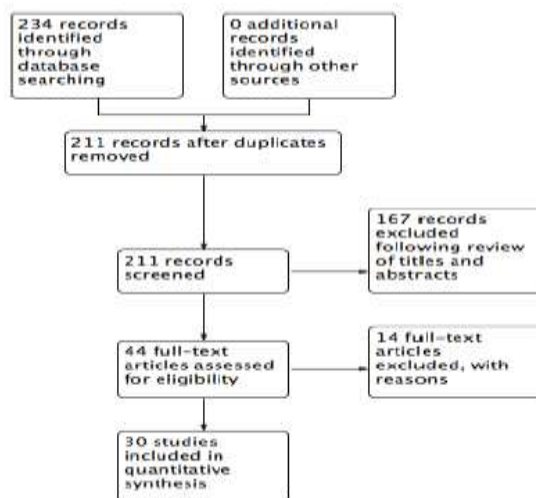 234 records
identified
through
database
searching
0 additional
records
identified
through other
sources
211 records after duplicates
removed
167 records
excluded
following review
of titles and
abstracts
211 records
screened
44 full-text
articles assessed
for eligibility
14 full-text
articles
excluded, with
reasons
30 studies
included in
quantitative
synthesis